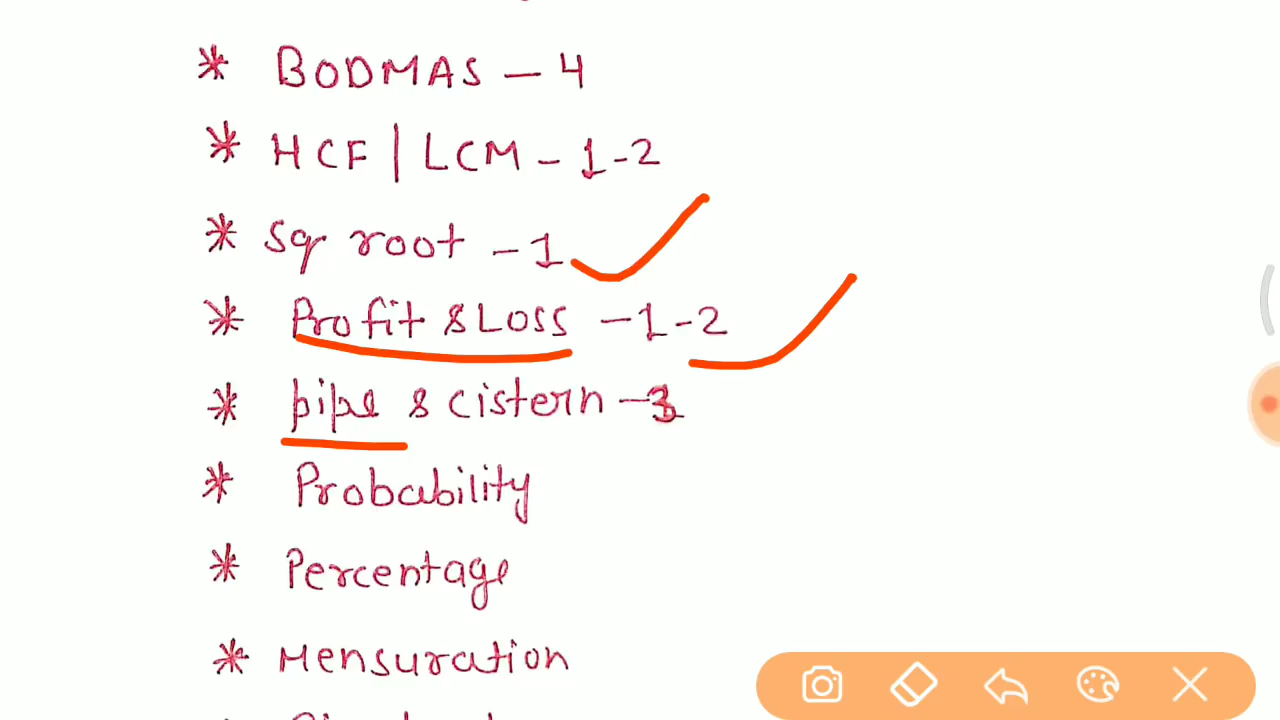 * BODMAS - 4
* HCF | LCM - 1-2
* Sq root - 1
* Profit & Loss - 1-2
* pipe & cistern - 3
* Probability
* Percentage
* Mensuration